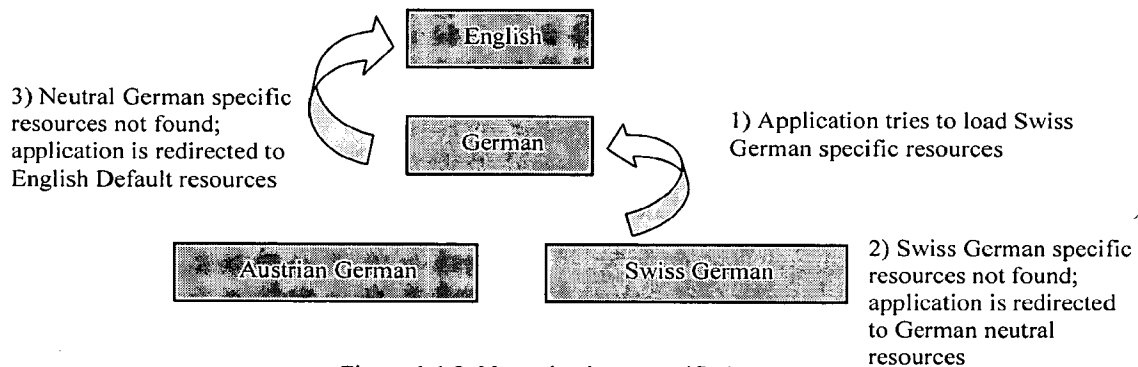 English
3) Neutral German specific
resources not found;
application is redirected to
English Default resources
German
1) Application tries to load Swiss
German specific resources
Austrian German
Swiss German
2) Swiss German specific
resources not found;
application is redirected
to German neutral
resources